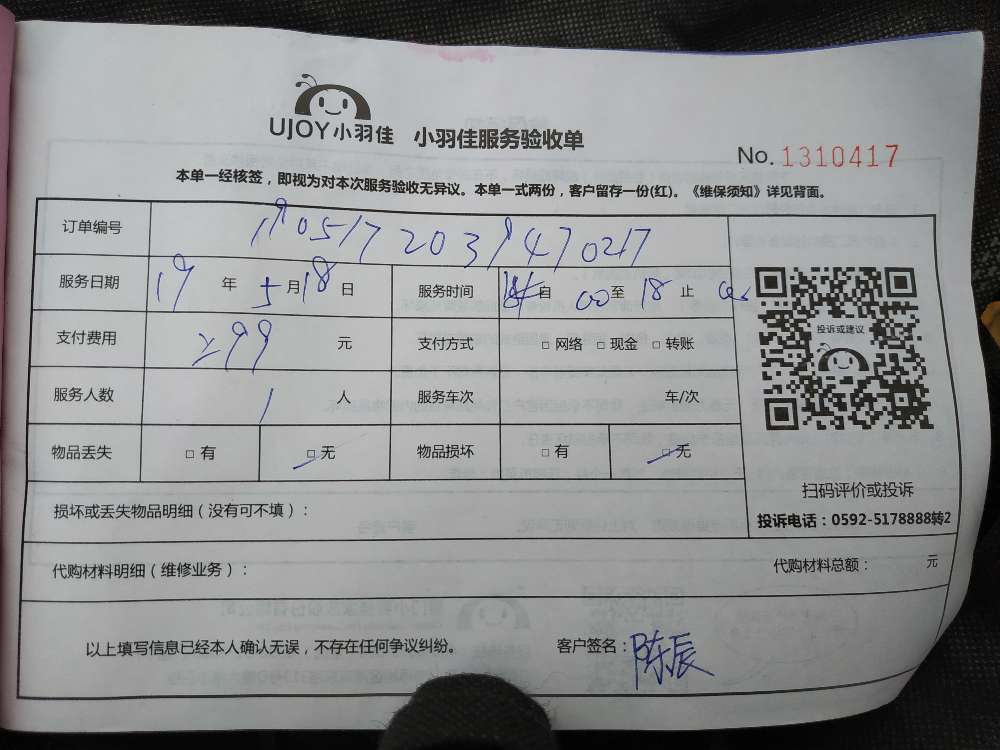 UJOY小羽佳 小羽佳服务验收单
No. 1310417
本单一经核签，即视为对本次服务验收无异议。本单一式两份，客户留存一份(红)。《维保须知》详见背面。
订单编号 190517203947027
服务日期 19 年 5 月 18 日 服务时间 自 00 至 18 止
投诉或建议
支付费用 299 元 支付方式 □ 网络 □ 现金 □ 转账
服务人数 1 人 服务车次 车/次
物品丢失 □ 有 □ 无 物品损坏 □ 有 □ 无
扫码评价或投诉
损坏或丢失物品明细（没有可不填）：
投诉电话：0592-5178888转2
代购材料明细（维修业务）： 代购材料总额： 元
以上填写信息已经本人确认无误，不存在任何争议纠纷。 客户签名：陈辰